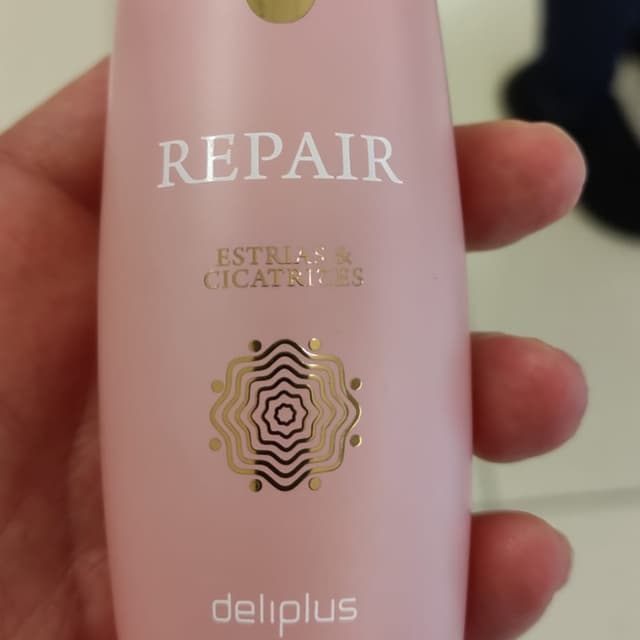 REPAIR
ESTRIAS &
CICATRICES
deliplus